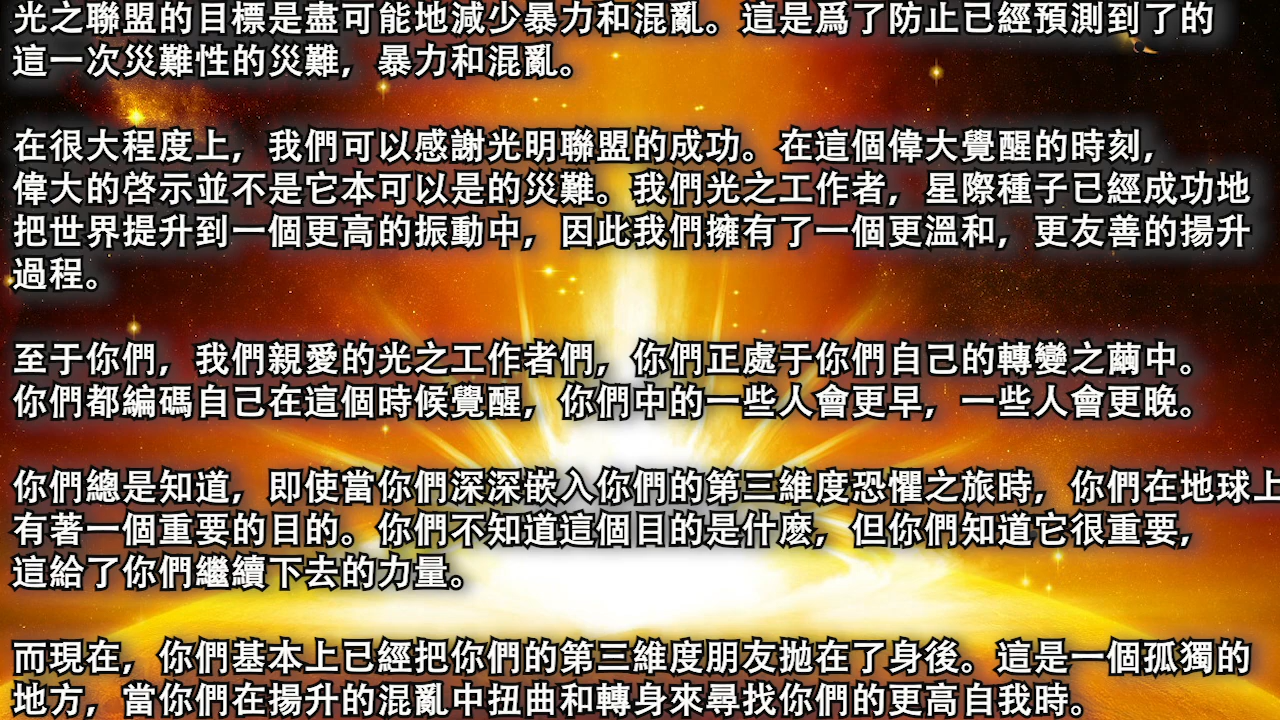 光之聯盟的目標是盡可能地減少暴力和混亂。這是爲了防止已經預測到了的
這一次災難性的災難，暴力和混亂。
在很大程度上，我們可以感謝光明聯盟的成功。在這個偉大覺醒的時刻，
偉大的啓示並不是它本可以是的災難。我們光之工作者，星際種子已經成功地
把世界提升到一個更高的振動中，因此我們擁有了一個更溫和，更友善的揚升
過程。
至于你們，我們親愛的光之工作者們，你們正處于你們自己的轉變之繭中。
你們都編碼自己在這個時候覺醒，你們中的一些人會更早，一些人會更晚。
你們總是知道，即使當你們深深嵌入你們的第三維度恐懼之旅時，你們在地球上
有著一個重要的目的。你們不知道這個目的是什麽，但你們知道它很重要，
這給了你們繼續下去的力量。
而現在，你們基本上已經把你們的第三維度朋友拋在了身後。這是一個孤獨的
地方，當你們在揚升的混亂中扭曲和轉身來尋找你們的更高自我時。